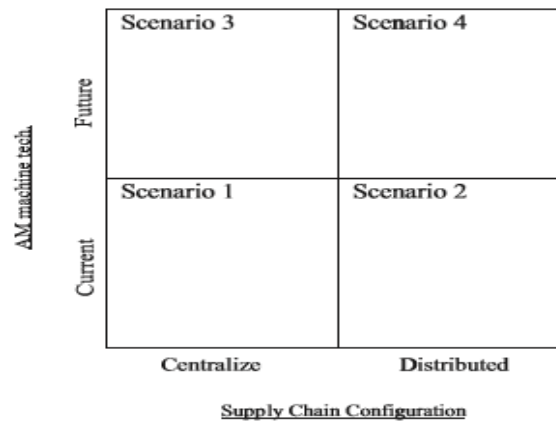 Scenario 3
Scenario 4
Future
AM machine tech.
Scenario 1
Scenario 2
Current
Centralize
Distributed
Supply Chain Configuration